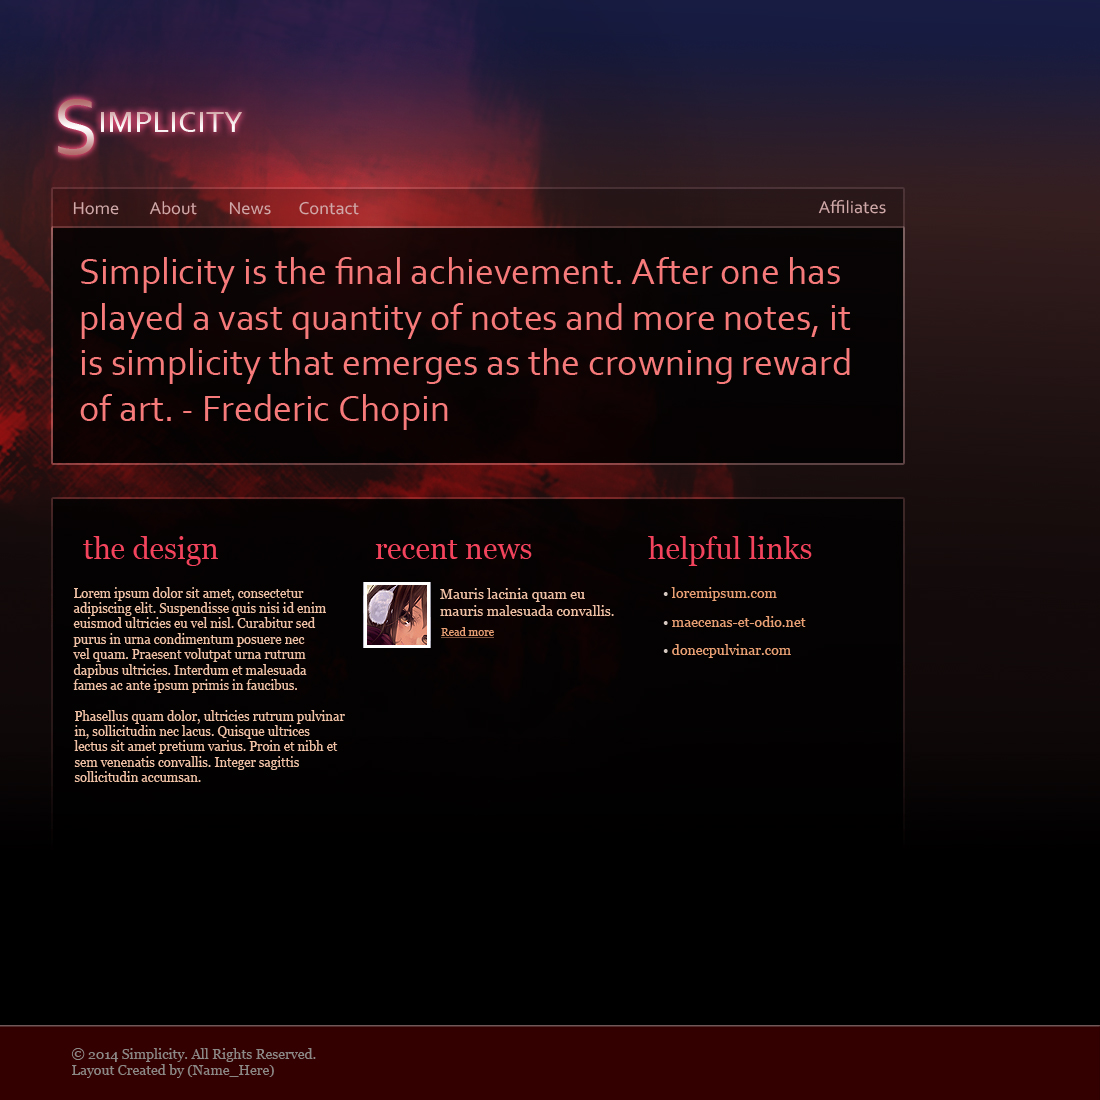 SIMPLICITY
Home About News Contact Affiliates
Simplicity is the final achievement. After one has
played a vast quantity of notes and more notes, it
is simplicity that emerges as the crowning reward
of art. - Frederic Chopin
the design
Lorem ipsum dolor sit amet, consectetur
adipiscing elit. Suspendisse quis nisi id enim
euismod ultricies eu vel nisl. Curabitur sed
purus in urna condimentum posuere nec
vel quam. Praesent volutpat urna rutrum
dapibus ultricies. Interdum et malesuada
fames ac ante ipsum primis in faucibus.
Phasellus quam dolor, ultricies rutrum pulvinar
in, sollicitudin nec lacus. Quisque ultrices
lectus sit amet pretium varius. Proin et nibh et
sem venenatis convallis. Integer sagittis
sollicitudin accumsan.
recent news
Mauris lacinia quam eu
mauris malesuada convallis.
Read more
helpful links
• loremipsum.com
• maecenas-et-odio.net
• donecpulvinar.com
© 2014 Simplicity. All Rights Reserved.
Layout Created by (Name_Here)